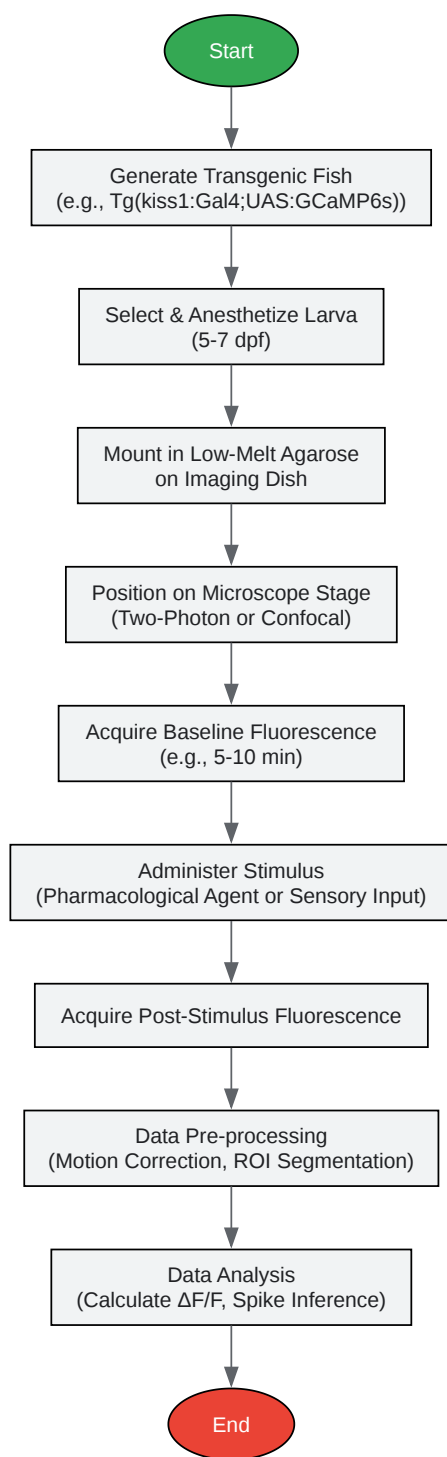 Start
Generate Transgenic Fish
(e.g., Tg(kiss1:Gal4;UAS:GCaMP6s))
Select & Anesthetize Larva
(5-7 dpf)
Mount in Low-Melt Agarose
on Imaging Dish
Position on Microscope Stage
(Two-Photon or Confocal)
Acquire Baseline Fluorescence
(e.g., 5-10 min)
Administer Stimulus
(Pharmacological Agent or Sensory Input)
Acquire Post-Stimulus Fluorescence
Data Pre-processing
(Motion Correction, ROI Segmentation)
Data Analysis
(Calculate ΔF/F, Spike Inference)
End